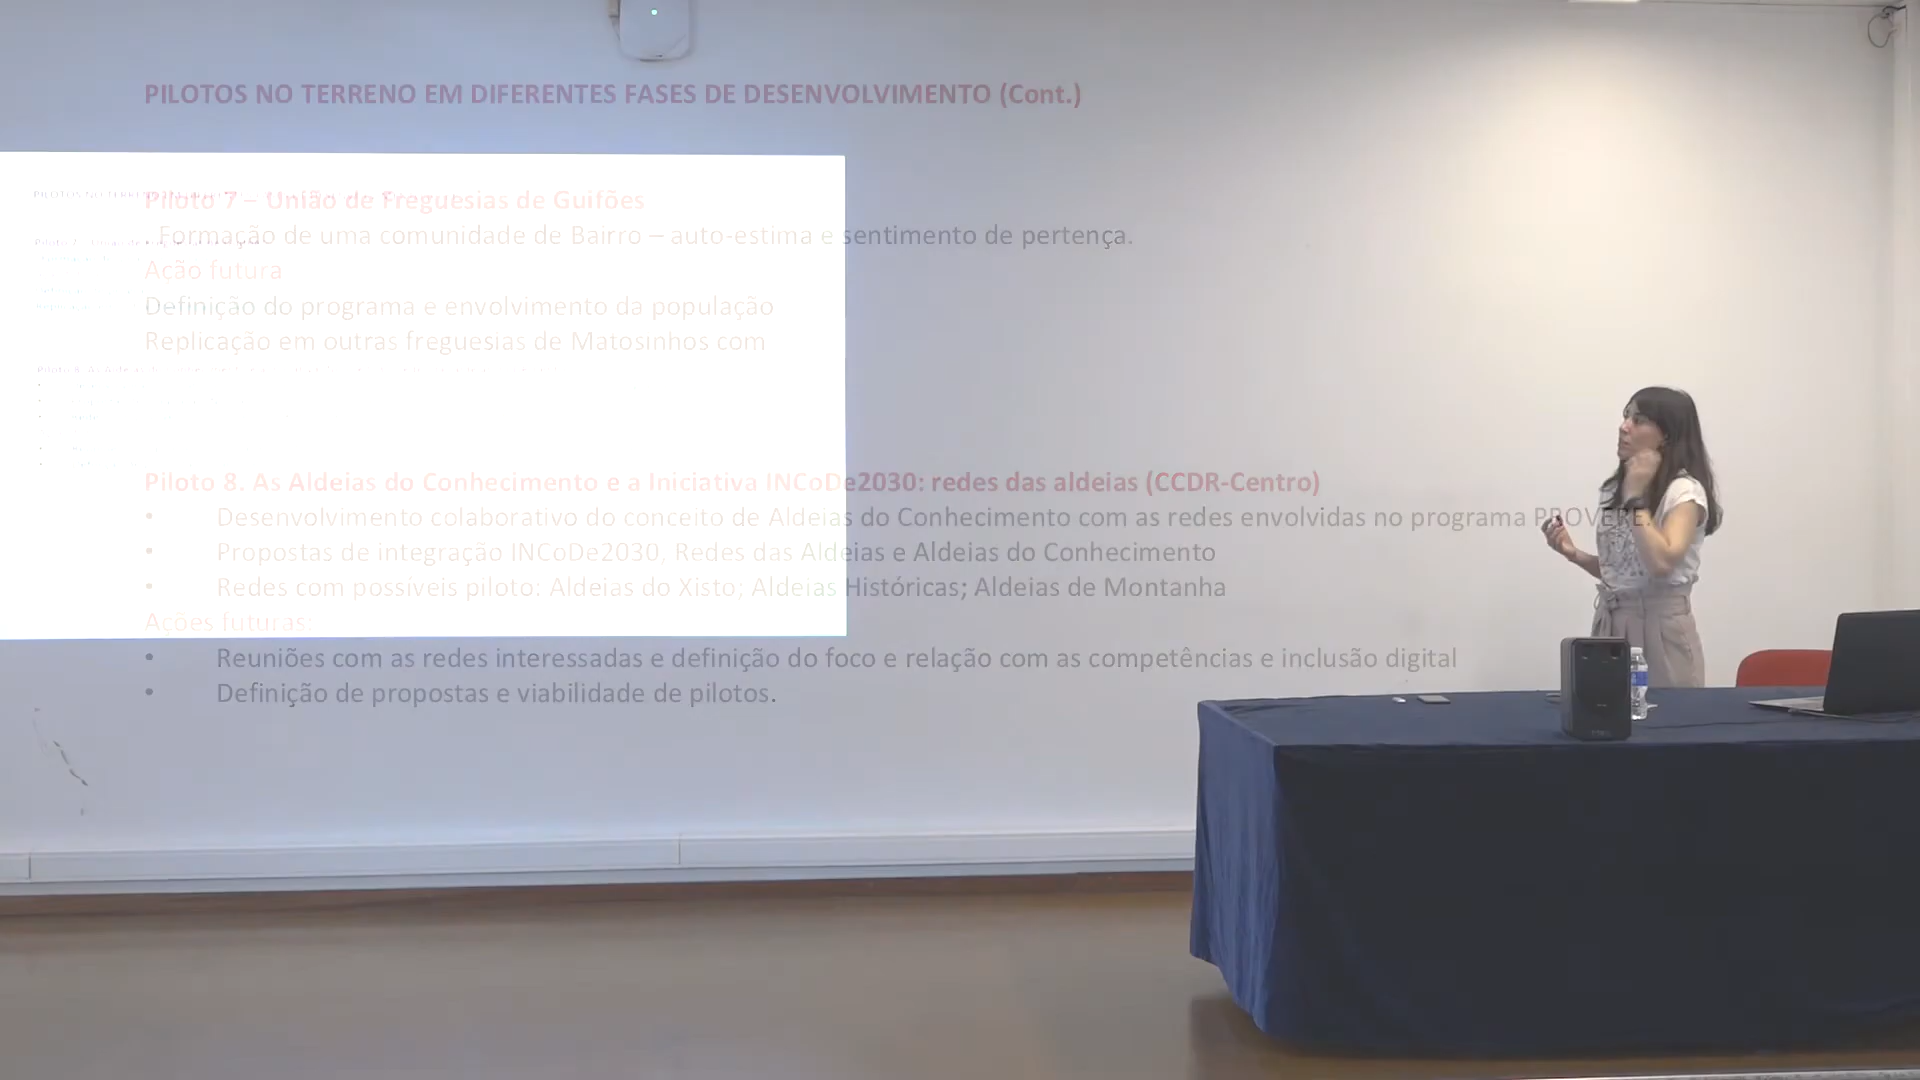 PILOTOS NO TERRENO EM DIFERENTES FASES DE DESENVOLVIMENTO (Cont.)
Piloto 7 – União de Freguesias de Guifões
. Formação de uma comunidade de Bairro – auto-estima e sentimento de pertença.
Ação futura
Definição do programa e envolvimento da população
Replicação em outras freguesias de Matosinhos com
Piloto 8. As Aldeias do Conhecimento e a Iniciativa INCoDe2030: redes das aldeias (CCDR-Centro)
• Desenvolvimento colaborativo do conceito de Aldeias do Conhecimento com as redes envolvidas no programa PROVERE.
• Propostas de integração INCoDe2030, Redes das Aldeias e Aldeias do Conhecimento
• Redes com possíveis piloto: Aldeias do Xisto; Aldeias Históricas; Aldeias de Montanha
Ações futuras:
• Reuniões com as redes interessadas e definição do foco e relação com as competências e inclusão digital
• Definição de propostas e viabilidade de pilotos.